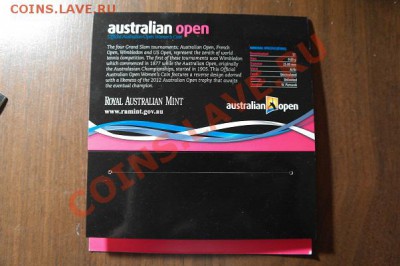 COINS.LAVE.RU
australian open
Official Australian Open Women's Coin
The four Grand Slam tournaments: Australian Open, French
Open, Wimbledon and US Open, represent the zenith of world
tennis competition. The first of these tournaments was Wimbledon
which commenced in 1877 while the Australian Open, originally
the Australasian Championships, started in 1905. This Official
Australian Open Women's Coin features a reverse design adorned
with a likeness of the 2012 Australian Open trophy that awaits
the eventual champion.
ROYAL AUSTRALIAN MINT
www.ramint.gov.au
australian open
COINS.LAVE.RU